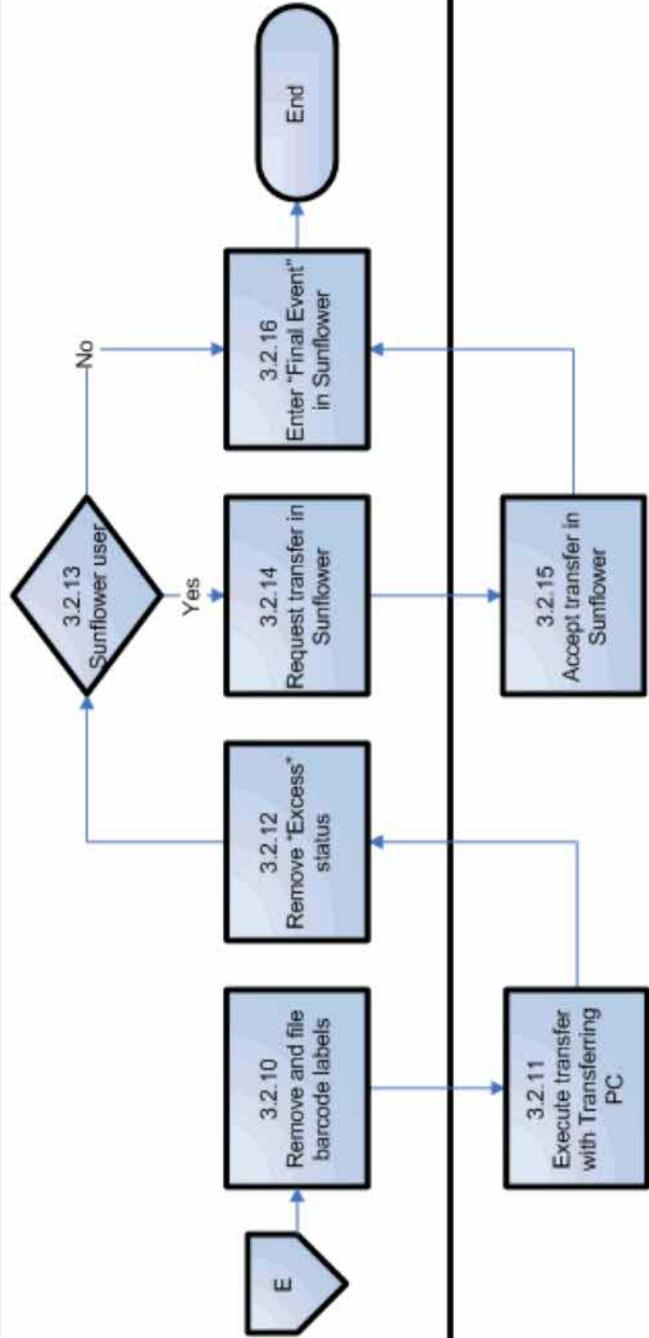 E
3.2.10
Remove and file
barcode labels
3.2.11
Execute transfer
with Transferring
PC
3.2.12
Remove "Excess"
status
3.2.13
Sunflower user
Yes
No
3.2.14
Request transfer in
Sunflower
3.2.15
Accept transfer in
Sunflower
3.2.16
Enter "Final Event"
in Sunflower
End